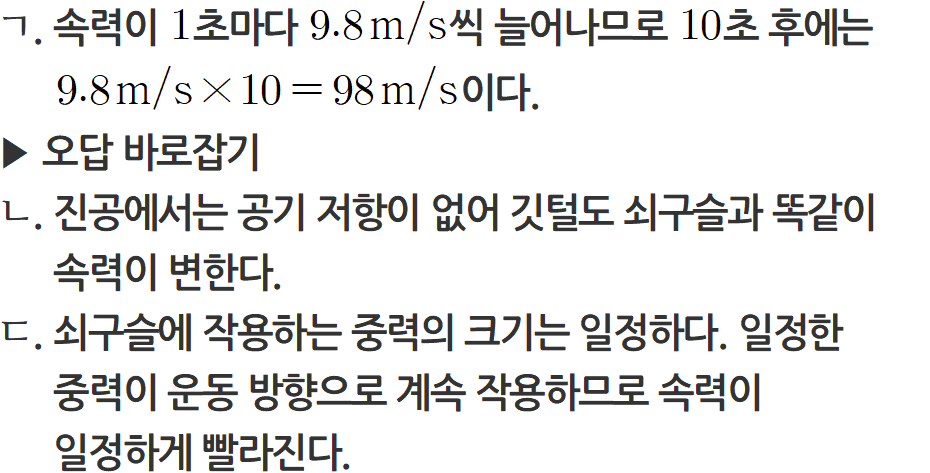 ㄱ. 속력이 1초마다 9.8 m/s씩 늘어나므로 10초 후에는
9.8 m/s×10=98 m/s이다.
▶ 오답 바로잡기
ㄴ. 진공에서는 공기 저항이 없어 깃털도 쇠구슬과 똑같이
속력이 변한다.
ㄷ. 쇠구슬에 작용하는 중력의 크기는 일정하다. 일정한
중력이 운동 방향으로 계속 작용하므로 속력이
일정하게 빨라진다.